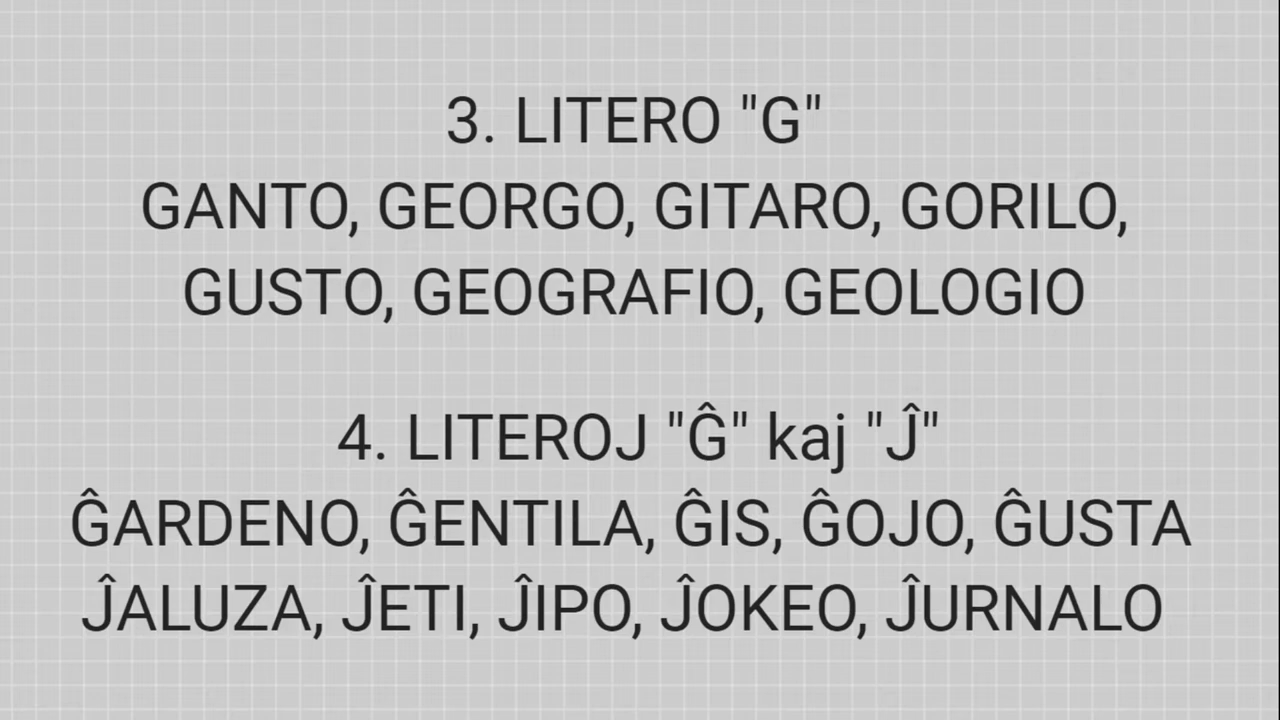 3. LITERO "G"
GANTO, GEORGO, GITARO, GORILO,
GUSTO, GEOGRAFIO, GEOLOGIO
4. LITEROJ "Ĝ" kaj "Ĵ"
ĜARDENO, ĜENTILA, ĜIS, ĜOJO, ĜUSTA
ĴALUZA, ĴETI, ĴIPO, ĴOKEO, ĴURNALO